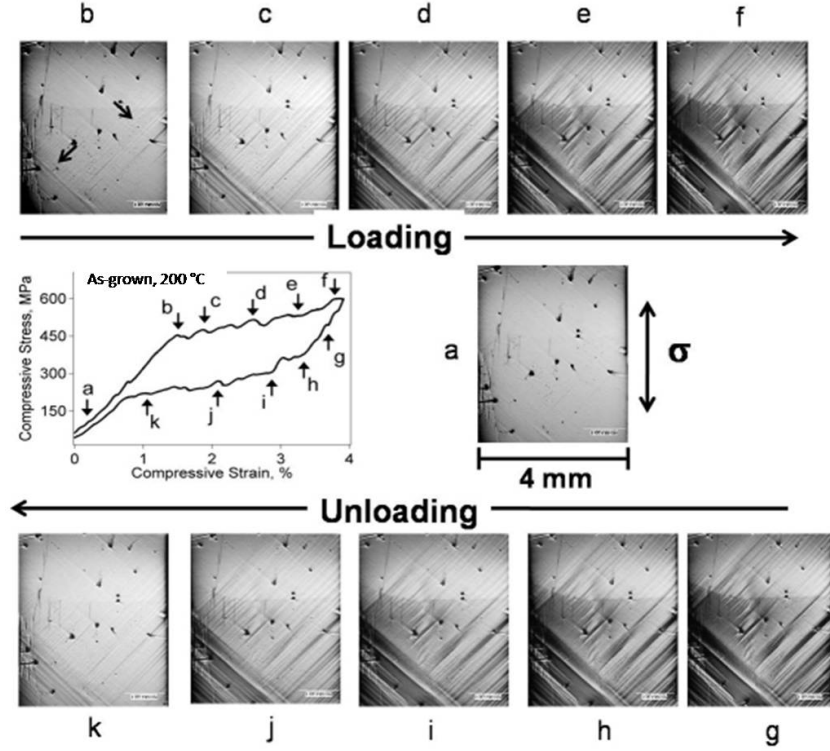 b c d e f
Loading
As-grown, 200 °C
Compressive Stress, MPa
600
450
300
150
0 1 2 3 4
Compressive Strain, %
a
b
c
d
e
f
g
h
i
j
k
a
σ
4 mm
Unloading
k j i h g